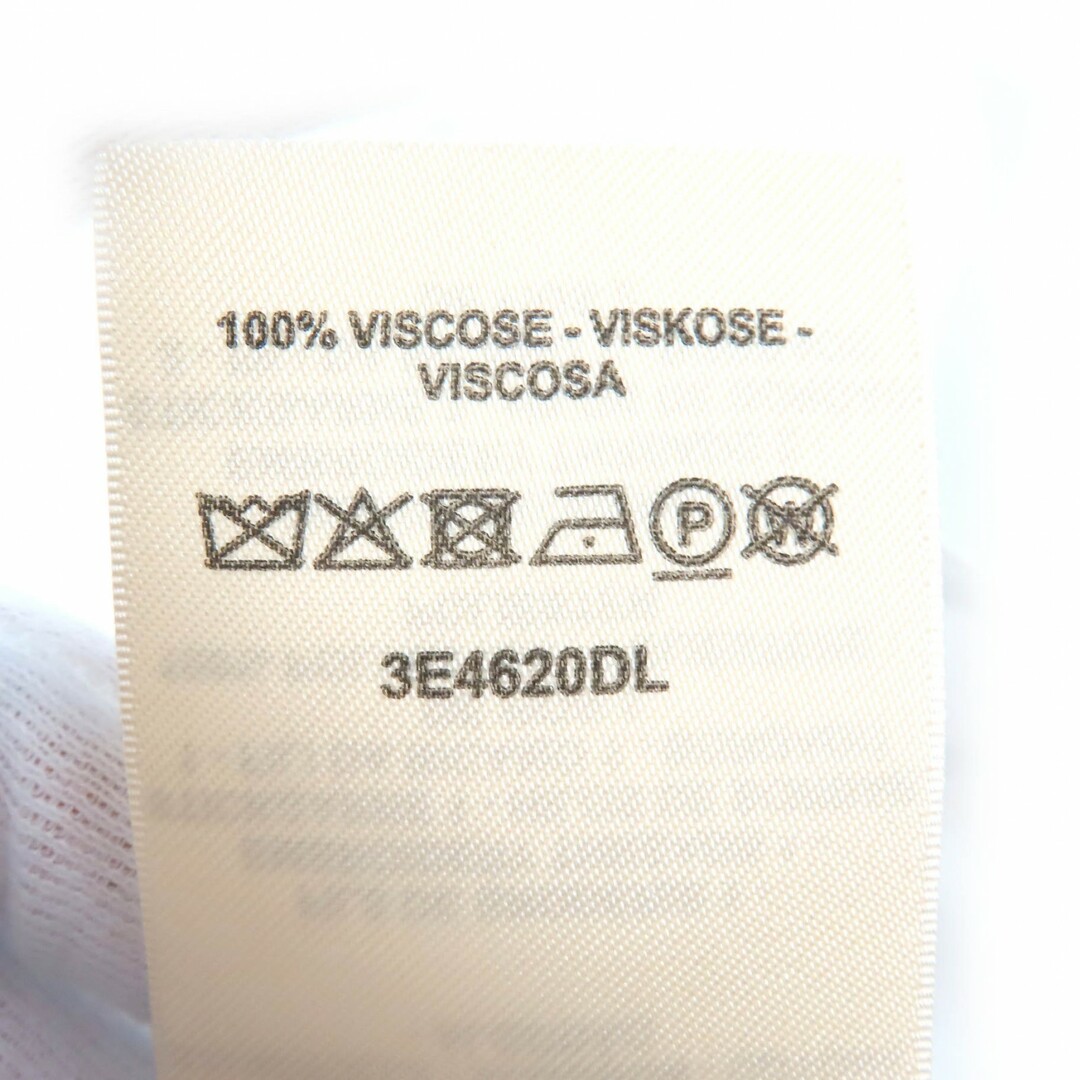 100% VISCOSE - VISKOSE -
VISCOSA
P W
3E4620DL